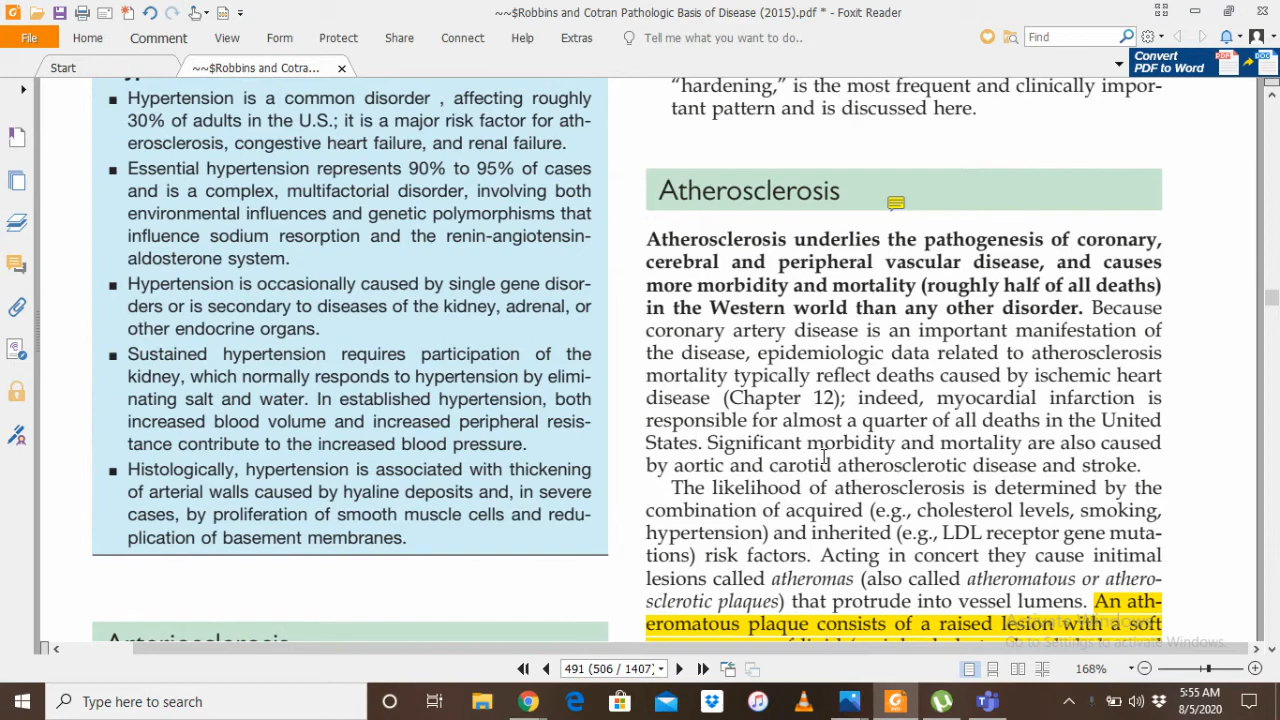 ~~$Robbins and Cotran Pathologic Basis of Disease (2015).pdf * - Foxit Reader
File
Home
Comment
View
Form
Protect
Share
Connect
Help
Extras
Tell me what you want to do..
Find
Start
~~$Robbins and Cotra...
Convert
PDF to Word
■ Hypertension is a common disorder , affecting roughly
30% of adults in the U.S.; it is a major risk factor for ath-
erosclerosis, congestive heart failure, and renal failure.
■ Essential hypertension represents 90% to 95% of cases
and is a complex, multifactorial disorder, involving both
environmental influences and genetic polymorphisms that
influence sodium resorption and the renin-angiotensin-
aldosterone system.
■ Hypertension is occasionally caused by single gene disor-
ders or is secondary to diseases of the kidney, adrenal, or
other endocrine organs.
■ Sustained hypertension requires participation of the
kidney, which normally responds to hypertension by elimi-
nating salt and water. In established hypertension, both
increased blood volume and increased peripheral resis-
tance contribute to the increased blood pressure.
■ Histologically, hypertension is associated with thickening
of arterial walls caused by hyaline deposits and, in severe
cases, by proliferation of smooth muscle cells and redu-
plication of basement membranes.
Arteriosclerosis
"hardening," is the most frequent and clinically impor-
tant pattern and is discussed here.
Atherosclerosis
Atherosclerosis underlies the pathogenesis of coronary,
cerebral and peripheral vascular disease, and causes
more morbidity and mortality (roughly half of all deaths)
in the Western world than any other disorder. Because
coronary artery disease is an important manifestation of
the disease, epidemiologic data related to atherosclerosis
mortality typically reflect deaths caused by ischemic heart
disease (Chapter 12); indeed, myocardial infarction is
responsible for almost a quarter of all deaths in the United
States. Significant morbidity and mortality are also caused
by aortic and carotid atherosclerotic disease and stroke.
The likelihood of atherosclerosis is determined by the
combination of acquired (e.g., cholesterol levels, smoking,
hypertension) and inherited (e.g., LDL receptor gene muta-
tions) risk factors. Acting in concert they cause initimal
lesions called atheromas (also called atheromatous or athero-
sclerotic plaques) that protrude into vessel lumens. An ath-
eromatous plaque consists of a raised lesion with a soft
Activate Windows
Go to Settings to activate Windows.
491 (506 / 1407)
168%
Type here to search
5:55 AM
8/5/2020